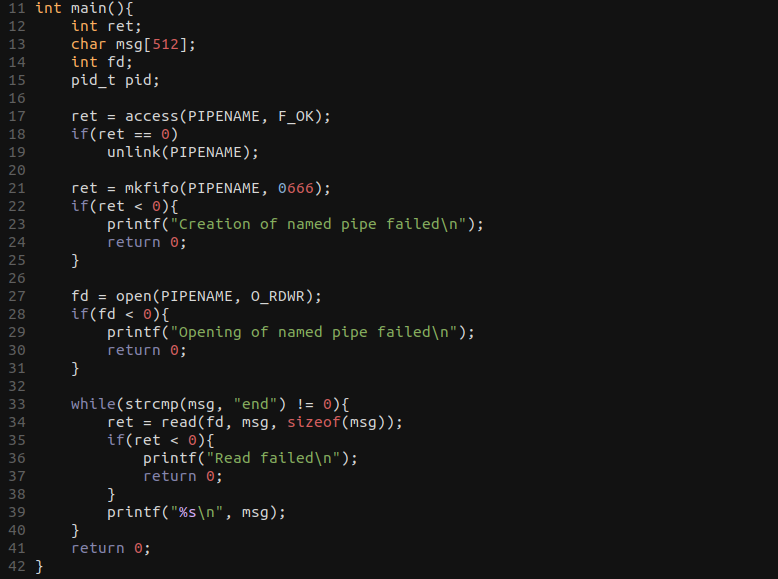 11 int main(){
12     int ret;
13     char msg[512];
14     int fd;
15     pid_t pid;
16
17     ret = access(PIPENAME, F_OK);
18     if(ret == 0)
19         unlink(PIPENAME);
20
21     ret = mkfifo(PIPENAME, 0666);
22     if(ret < 0){
23         printf("Creation of named pipe failed\n");
24         return 0;
25     }
26
27     fd = open(PIPENAME, O_RDWR);
28     if(fd < 0){
29         printf("Opening of named pipe failed\n");
30         return 0;
31     }
32
33     while(strcmp(msg, "end") != 0){
34         ret = read(fd, msg, sizeof(msg));
35         if(ret < 0){
36             printf("Read failed\n");
37             return 0;
38         }
39         printf("%s\n", msg);
40     }
41     return 0;
42 }